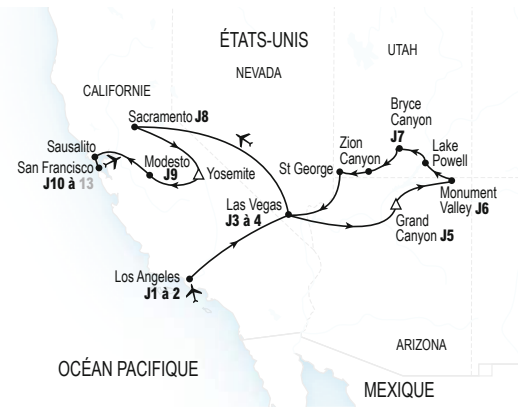 ÉTATS-UNIS
UTAH
NEVADA
CALIFORNIE
Bryce
Canyon
J7
Sacramento J8
Zion
Canyon
Lake
Powell
Sausalito
San Francisco
J10 à 13
Modesto
J9
Yosemite
St George
Monument
Valley J6
Las Vegas
J3 à 4
Grand
Canyon J5
Los Angeles
J1 à 2
ARIZONA
OCÉAN PACIFIQUE
MEXIQUE